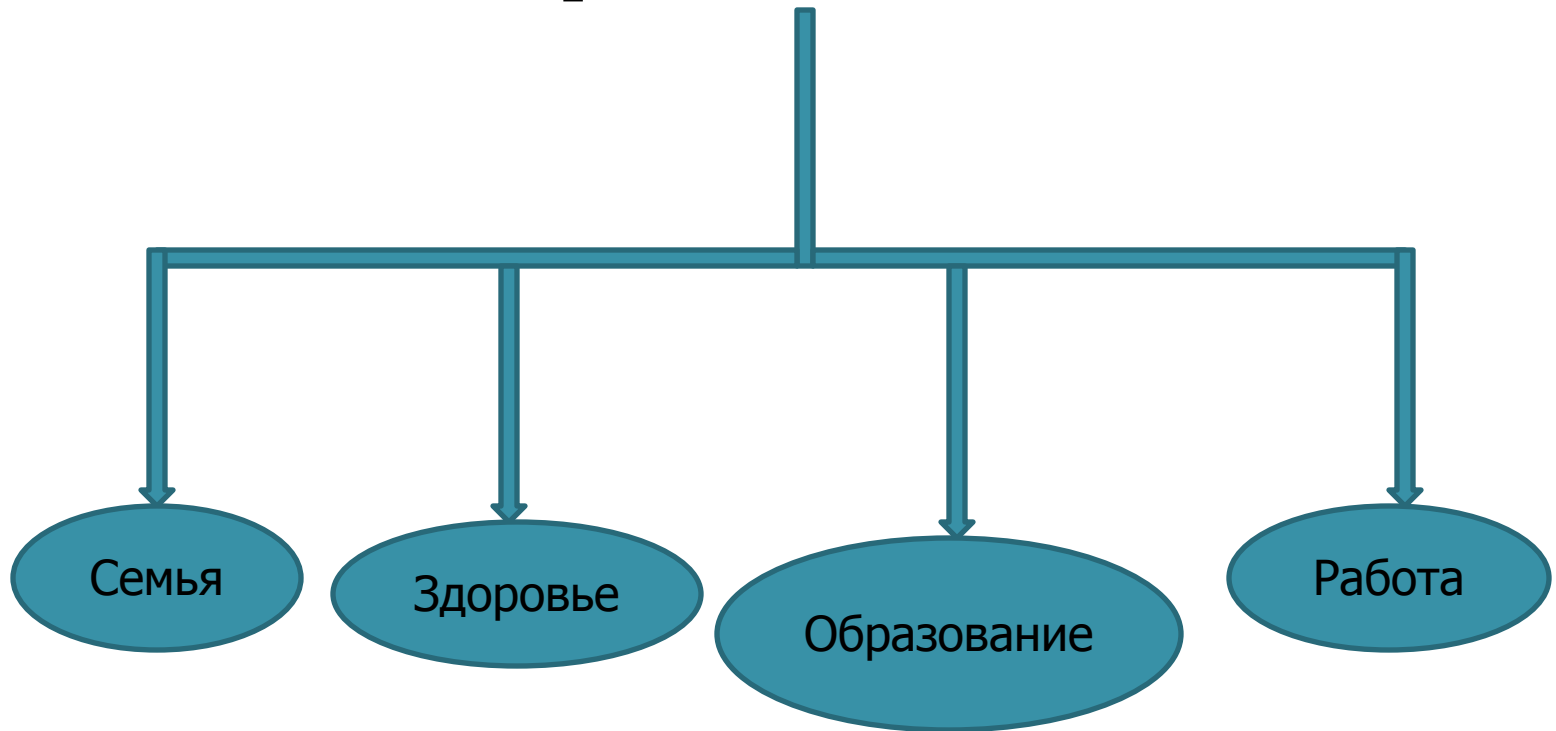 Семья
Здоровье
Образование
Работа